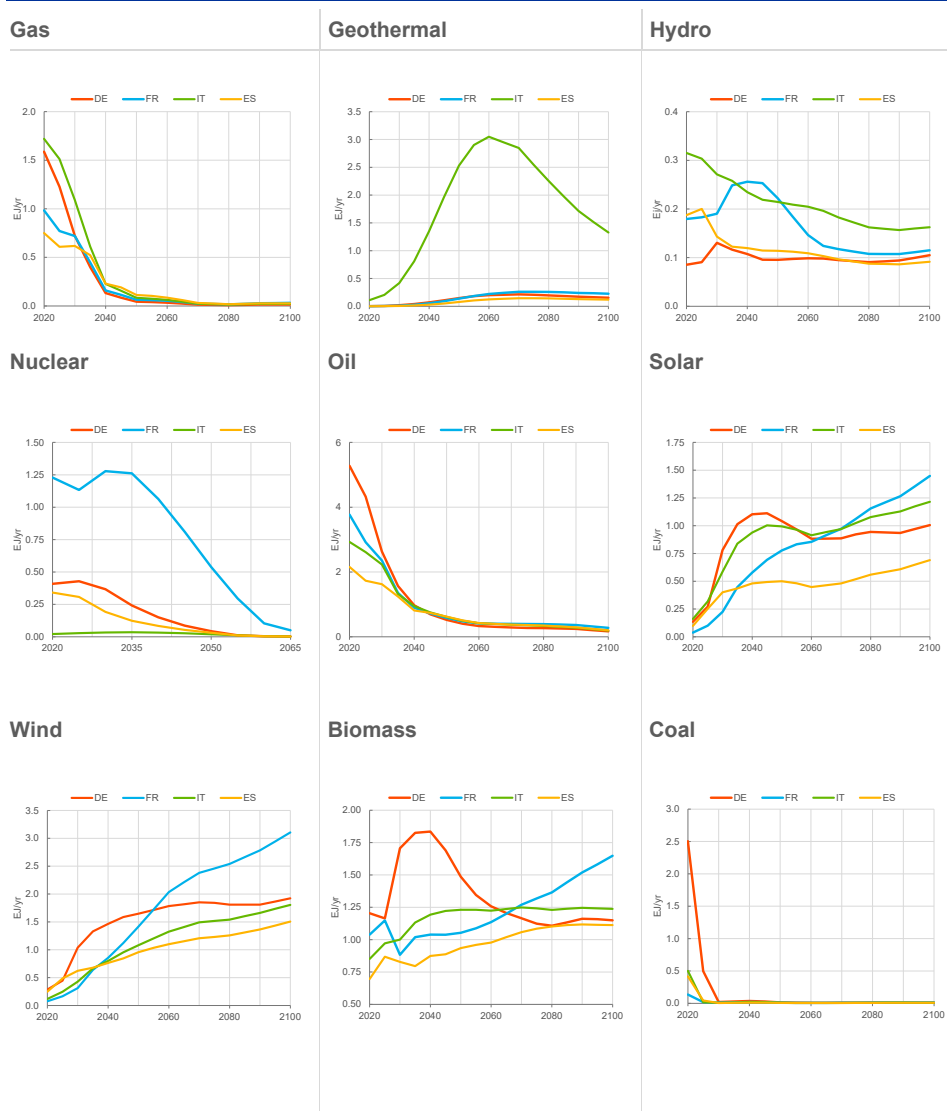 Gas Geothermal Hydro
DE FR IT ES DE FR IT ES DE FR IT ES
2.0
1.5
1.0
0.5
0.0
EJ/yr
2020 2040 2060 2080 2100
3.5
3.0
2.5
2.0
1.5
1.0
0.5
0.0
EJ/yr
2020 2040 2060 2080 2100
0.4
0.3
0.2
0.1
0.0
Ej/yr
2020 2040 2060 2080 2100
Nuclear Oil Solar
DE FR IT ES DE FR IT ES DE FR IT ES
1.50
1.25
1.00
0.75
0.50
0.25
0.00
EJ/yr
2020 2035 2050 2065
6
4
2
0
EJ/yr
2020 2040 2060 2080 2100
1.75
1.50
1.25
1.00
0.75
0.50
0.25
0.00
EJ/yr
2020 2040 2060 2080 2100
Wind Biomass Coal
DE FR IT ES DE FR IT ES DE FR IT ES
3.5
3.0
2.5
2.0
1.5
1.0
0.5
0.0
EJ/yr
2020 2040 2060 2080 2100
2.00
1.75
1.50
1.25
1.00
0.75
0.50
EJ/yr
2020 2040 2060 2080 2100
3.0
2.5
2.0
1.5
1.0
0.5
0.0
EJ/yr
2020 2040 2060 2080 2100